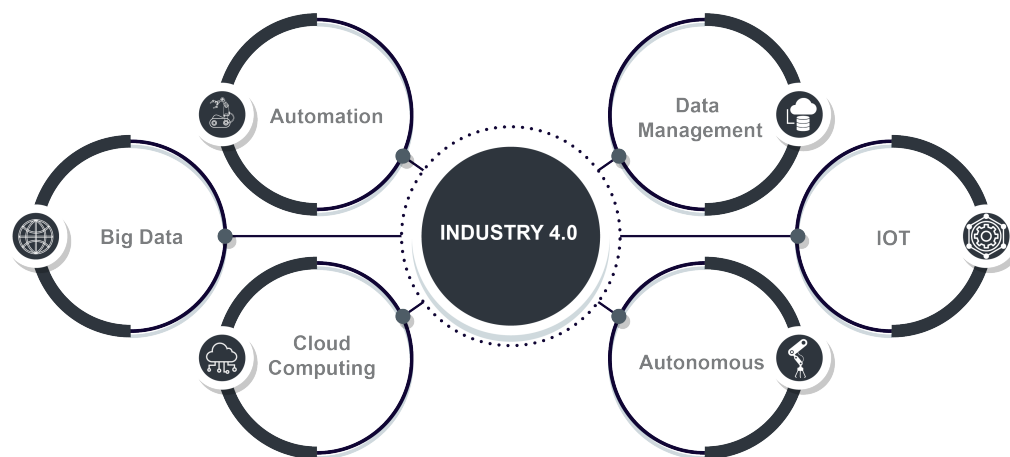 Automation
Data
Management
Big Data
INDUSTRY 4.0
IOT
Cloud
Computing
Autonomous